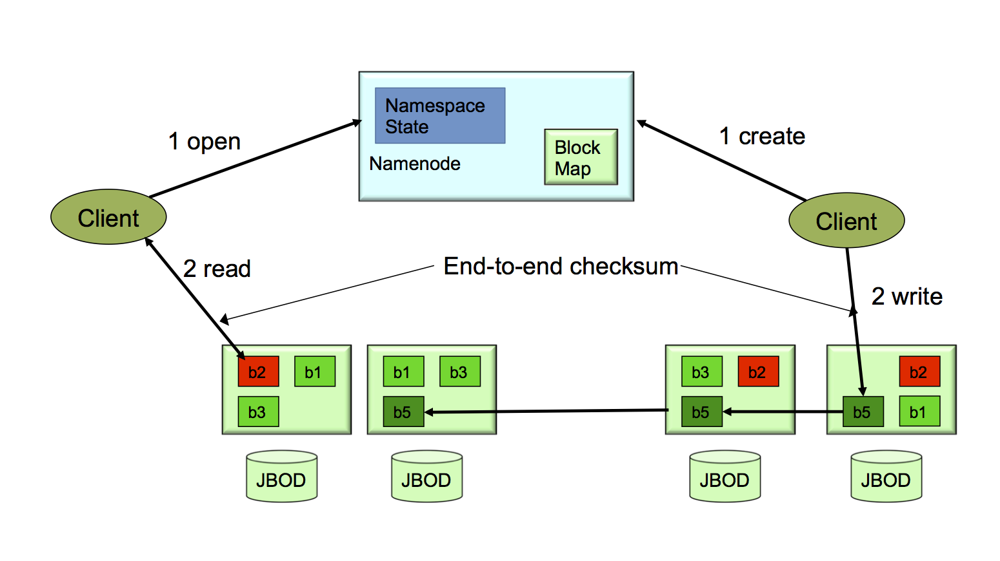 Namespace
State
Namenode
Block
Map
1 open
1 create
Client
Client
2 read
End-to-end checksum
2 write
b2 b1
b3
b1 b3
b5
b3 b2
b5
b2
b5 b1
JBOD
JBOD
JBOD
JBOD